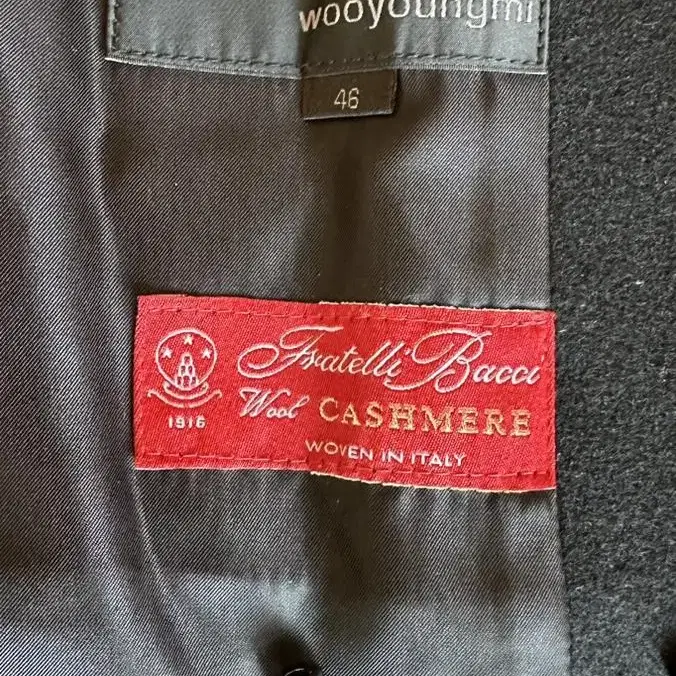 wooyoungmi
46
Fratelli Bacci
Wool CASHMERE
1916
WOVEN IN ITALY